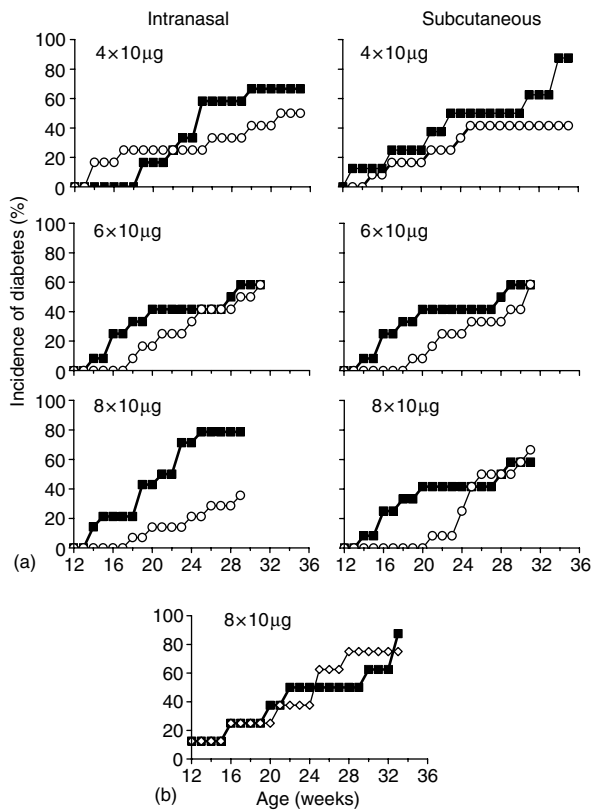 Intranasal Subcutaneous
4×10μg 4×10μg
100
80
60
40
20
0
6×10μg 6×10μg
100
80
60
40
20
0
8×10μg 8×10μg
100
80
60
40
20
0
Incidence of diabetes (%)
12 16 20 24 28 32 36 12 16 20 24 28 32 36
(a)
8×10μg
100
80
60
40
20
0
12 16 20 24 28 32 36
(b) Age (weeks)